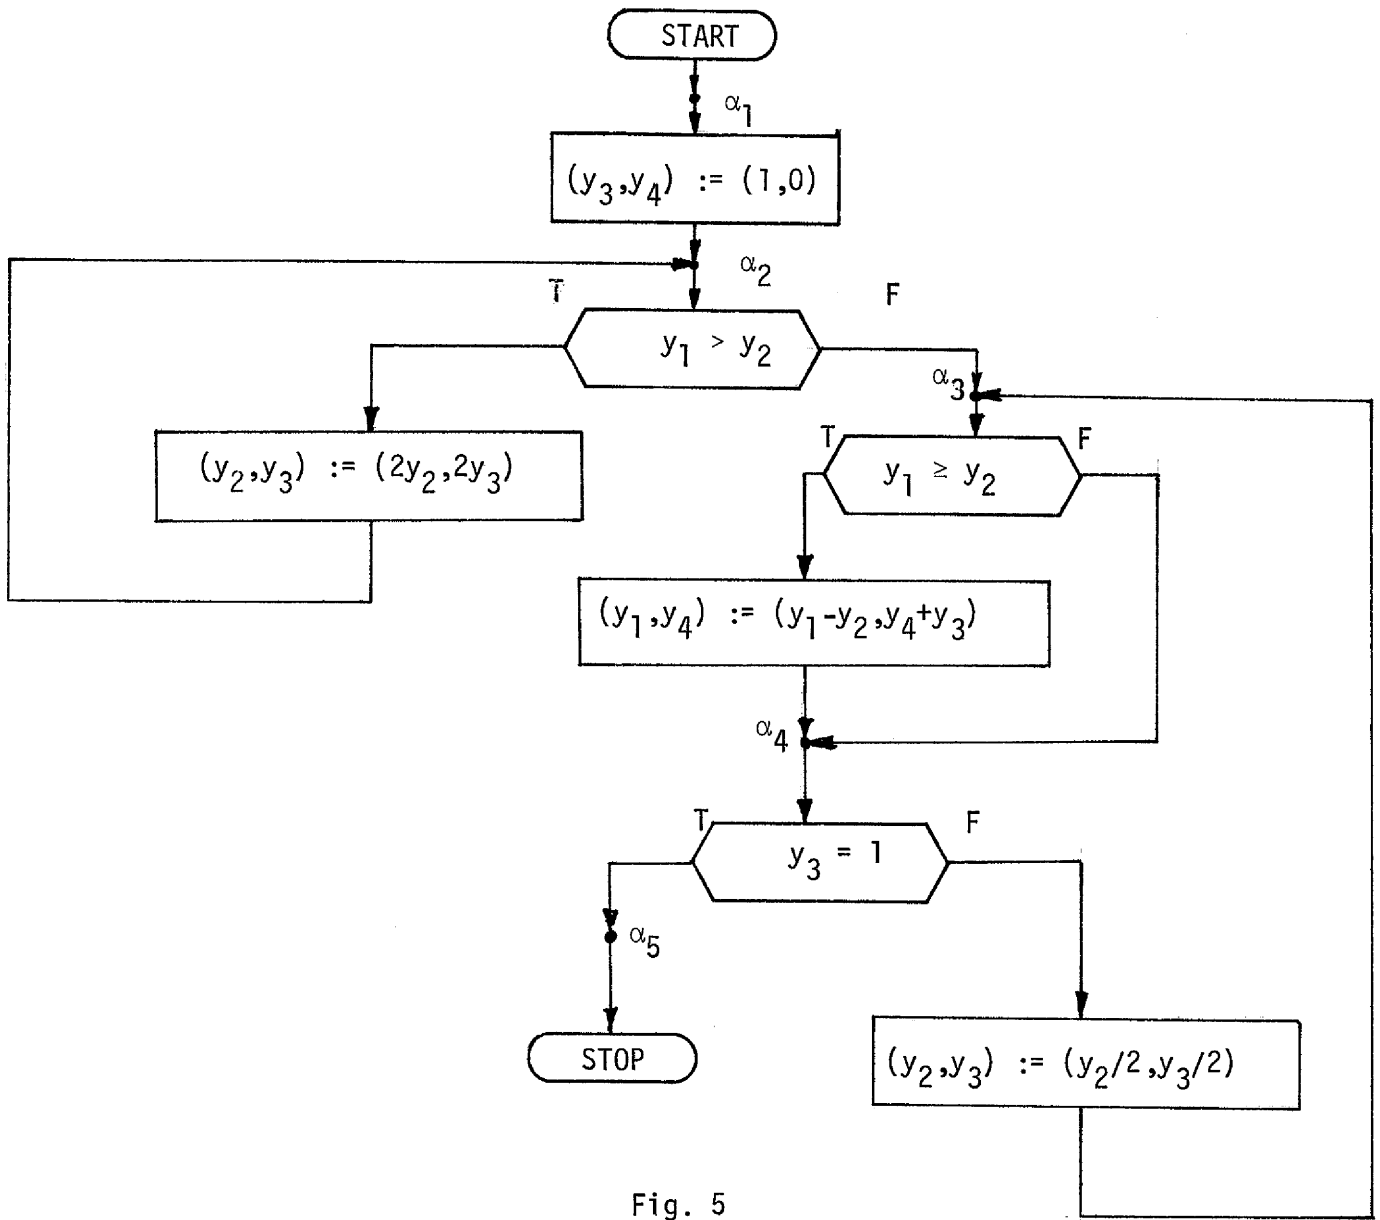 START
α₁
(y₃,y₄) := (1,0)
α₂
T
F
y₁ > y₂
α₃
T
F
(y₂,y₃) := (2y₂,2y₃)
y₁ ≥ y₂
(y₁,y₄) := (y₁-y₂,y₄+y₃)
α₄
T
F
y₃ = 1
α₅
STOP
(y₂,y₃) := (y₂/2,y₃/2)
Fig. 5